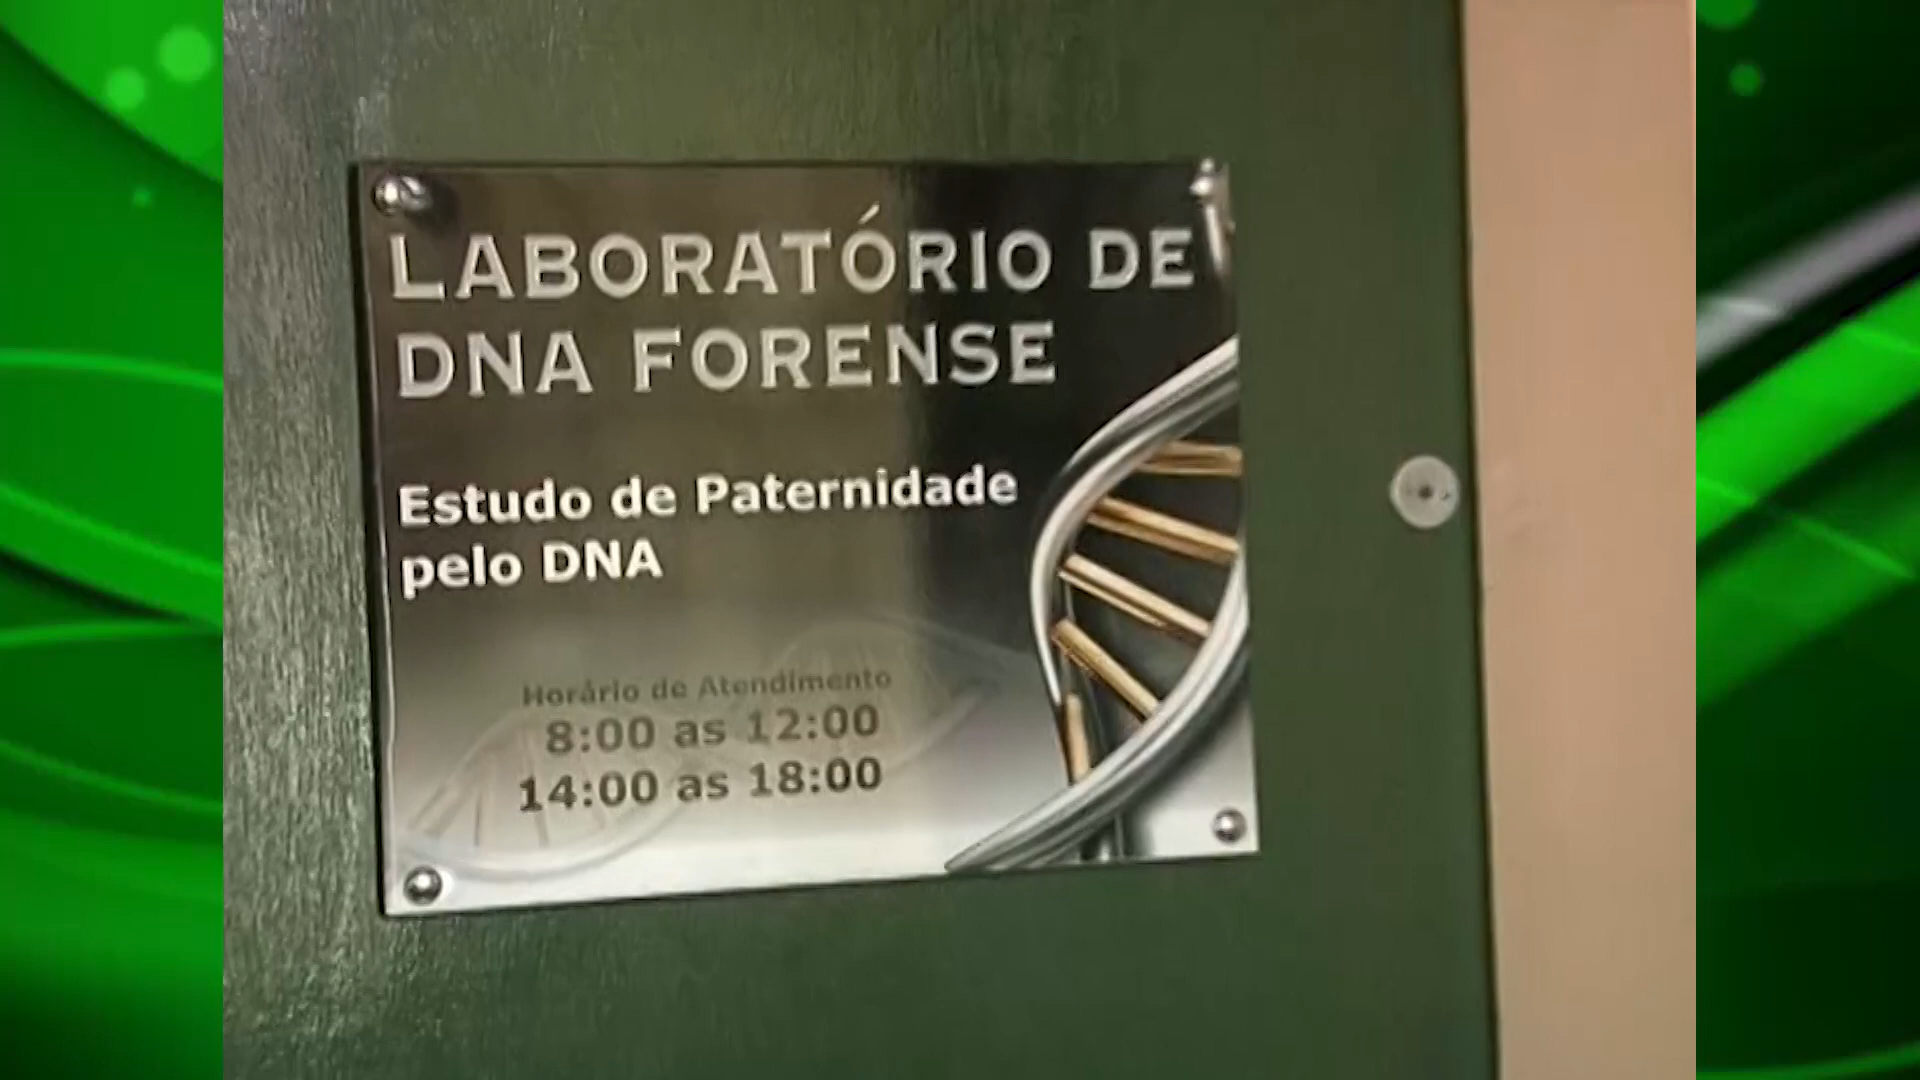 LABORATÓRIO DE
DNA FORENSE
Estudo de Paternidade
pelo DNA
Horário de Atendimento
8:00 as 12:00
14:00 as 18:00